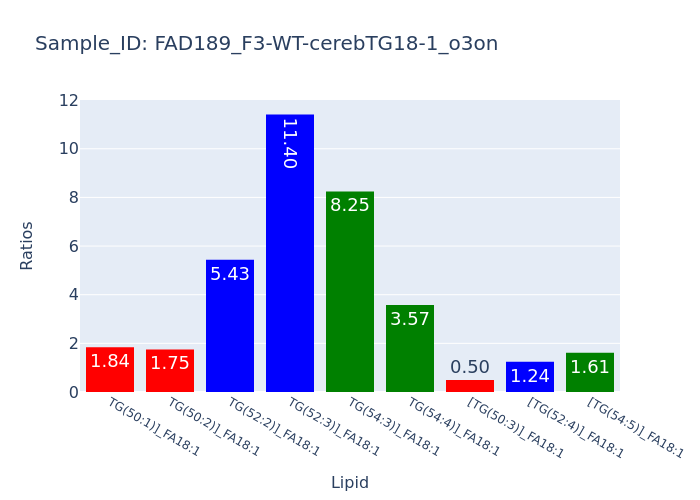 Sample_ID: FAD189_F3-WT-cerebTG18-1_o3on
12
10
8
6
4
2
0
Ratios
1.84
1.75
5.43
11.40
8.25
3.57
0.50
1.24
1.61
TG(50:1)]_FA18:1
TG(50:2)]_FA18:1
TG(52:2)]_FA18:1
TG(52:3)]_FA18:1
TG(54:3)]_FA18:1
TG(54:4)]_FA18:1
[TG(50:3)]_FA18:1
[TG(52:4)]_FA18:1
[TG(54:5)]_FA18:1
Lipid